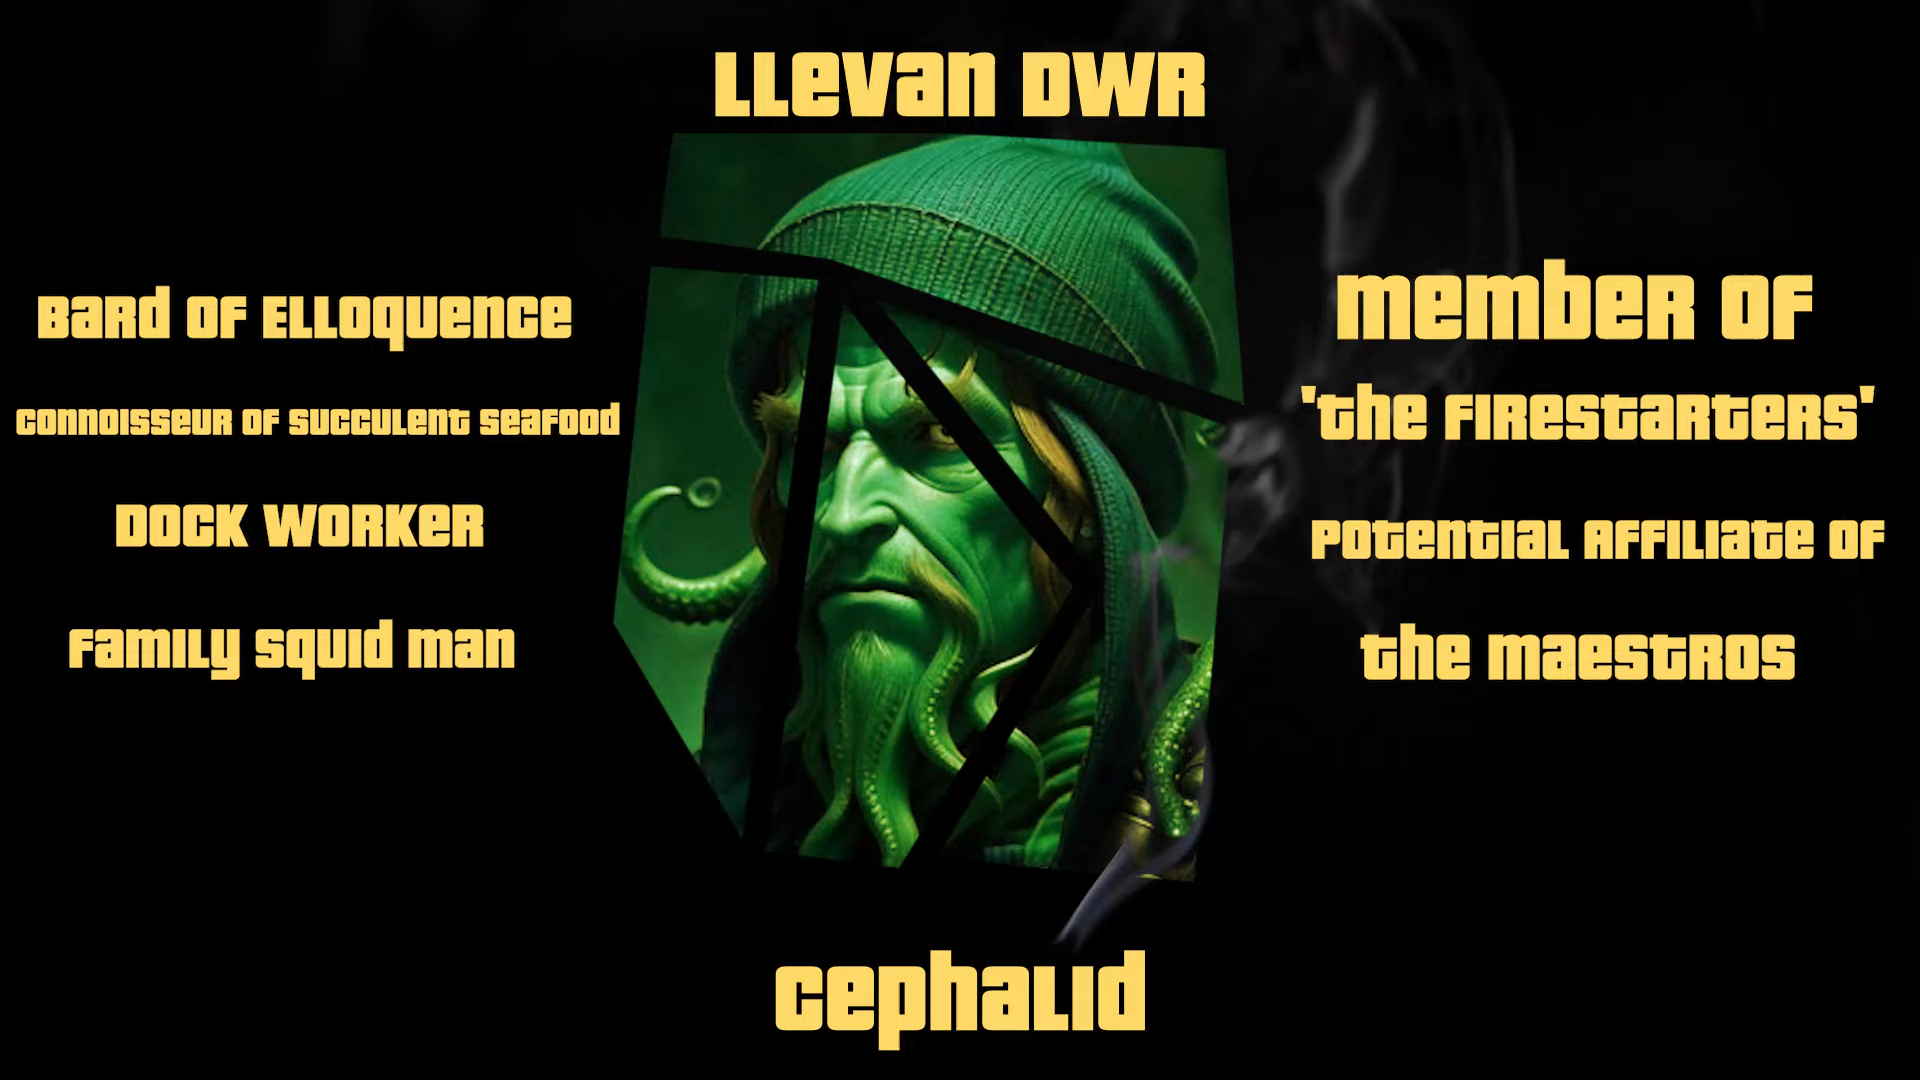 LLevan DWR
Bard of Elloquence
Connoisseur of Succulent Seafood
Dock Worker
Family Squid Man
Member of
'The Firestarters'
Potential Affiliate of
The Maestros
Cephalid